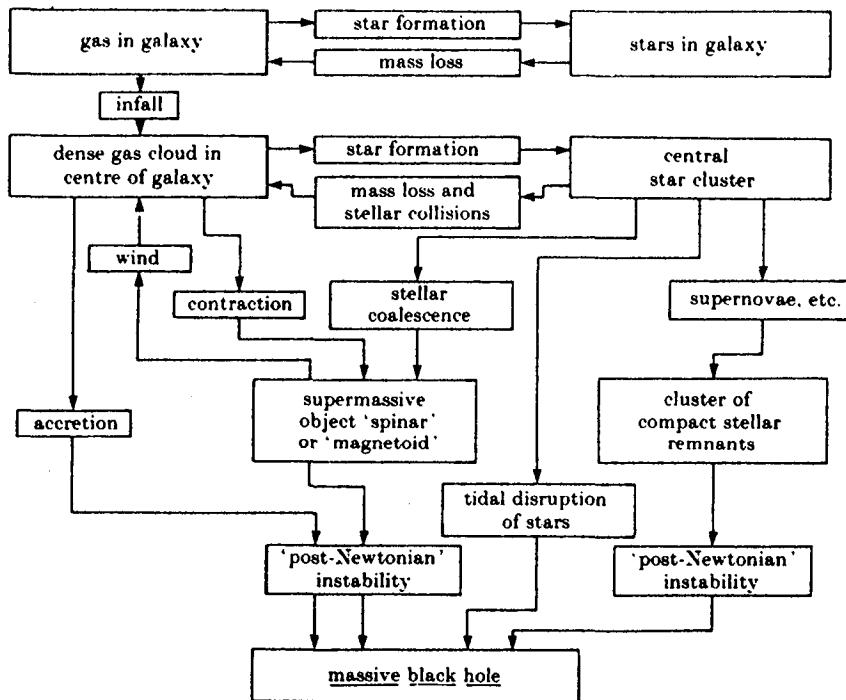 gas in galaxy
star formation
mass loss
stars in galaxy
infall
dense gas cloud in
centre of galaxy
star formation
mass loss and
stellar collisions
central
star cluster
wind
contraction
stellar
coalescence
supernovae, etc.
accretion
supermassive
object ‘spinar’
or ‘magnetoid’
cluster of
compact stellar
remnants
tidal disruption
of stars
‘post-Newtonian’
instability
‘post-Newtonian’
instability
massive black hole